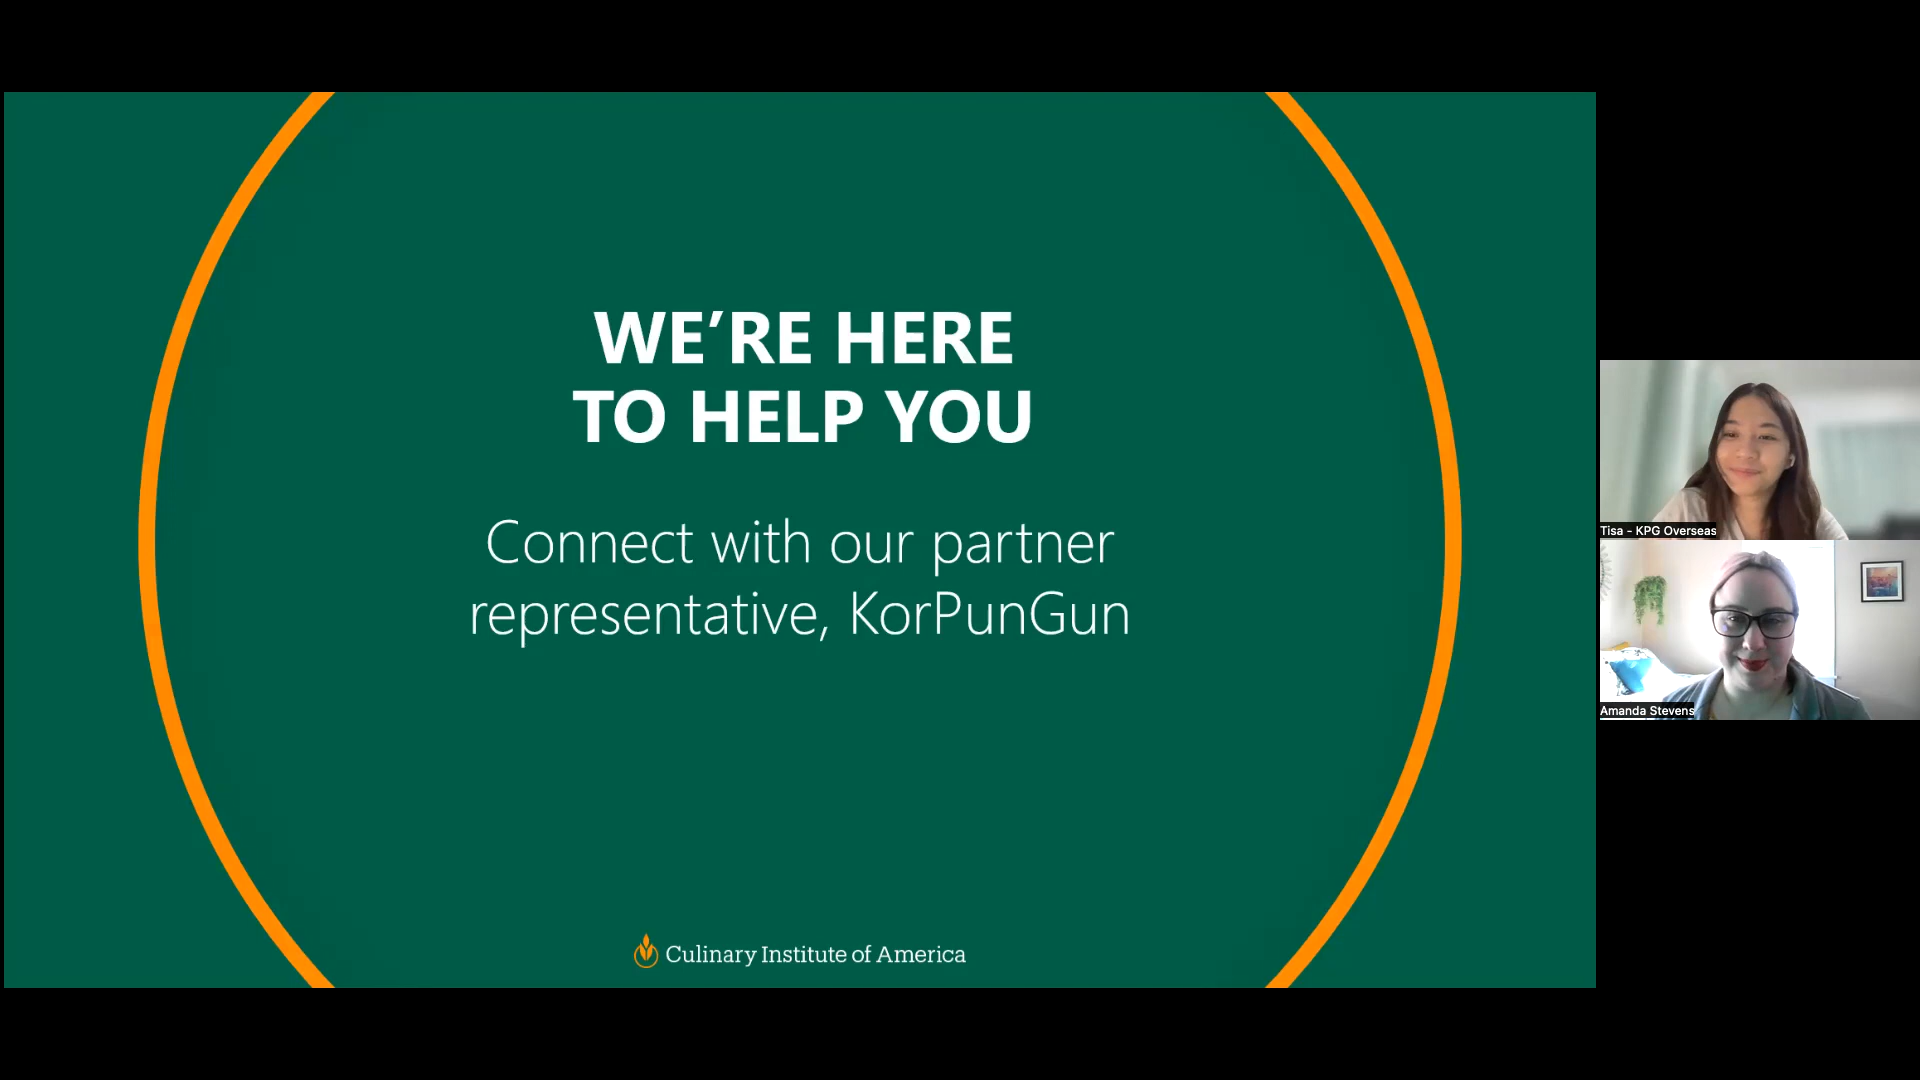 WE’RE HERE
TO HELP YOU
Connect with our partner
representative, KorPunGun
Culinary Institute of America
Tisa - KPG Overseas
Amanda Stevens